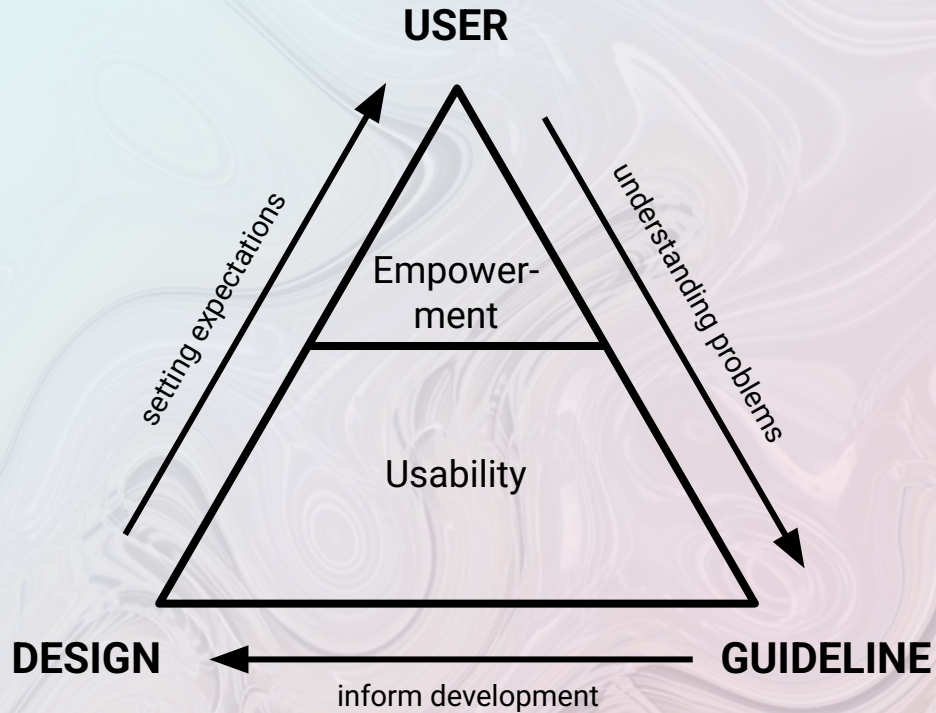 USER
setting expectations
understanding problems
Empower-
ment
Usability
DESIGN
GUIDELINE
inform development